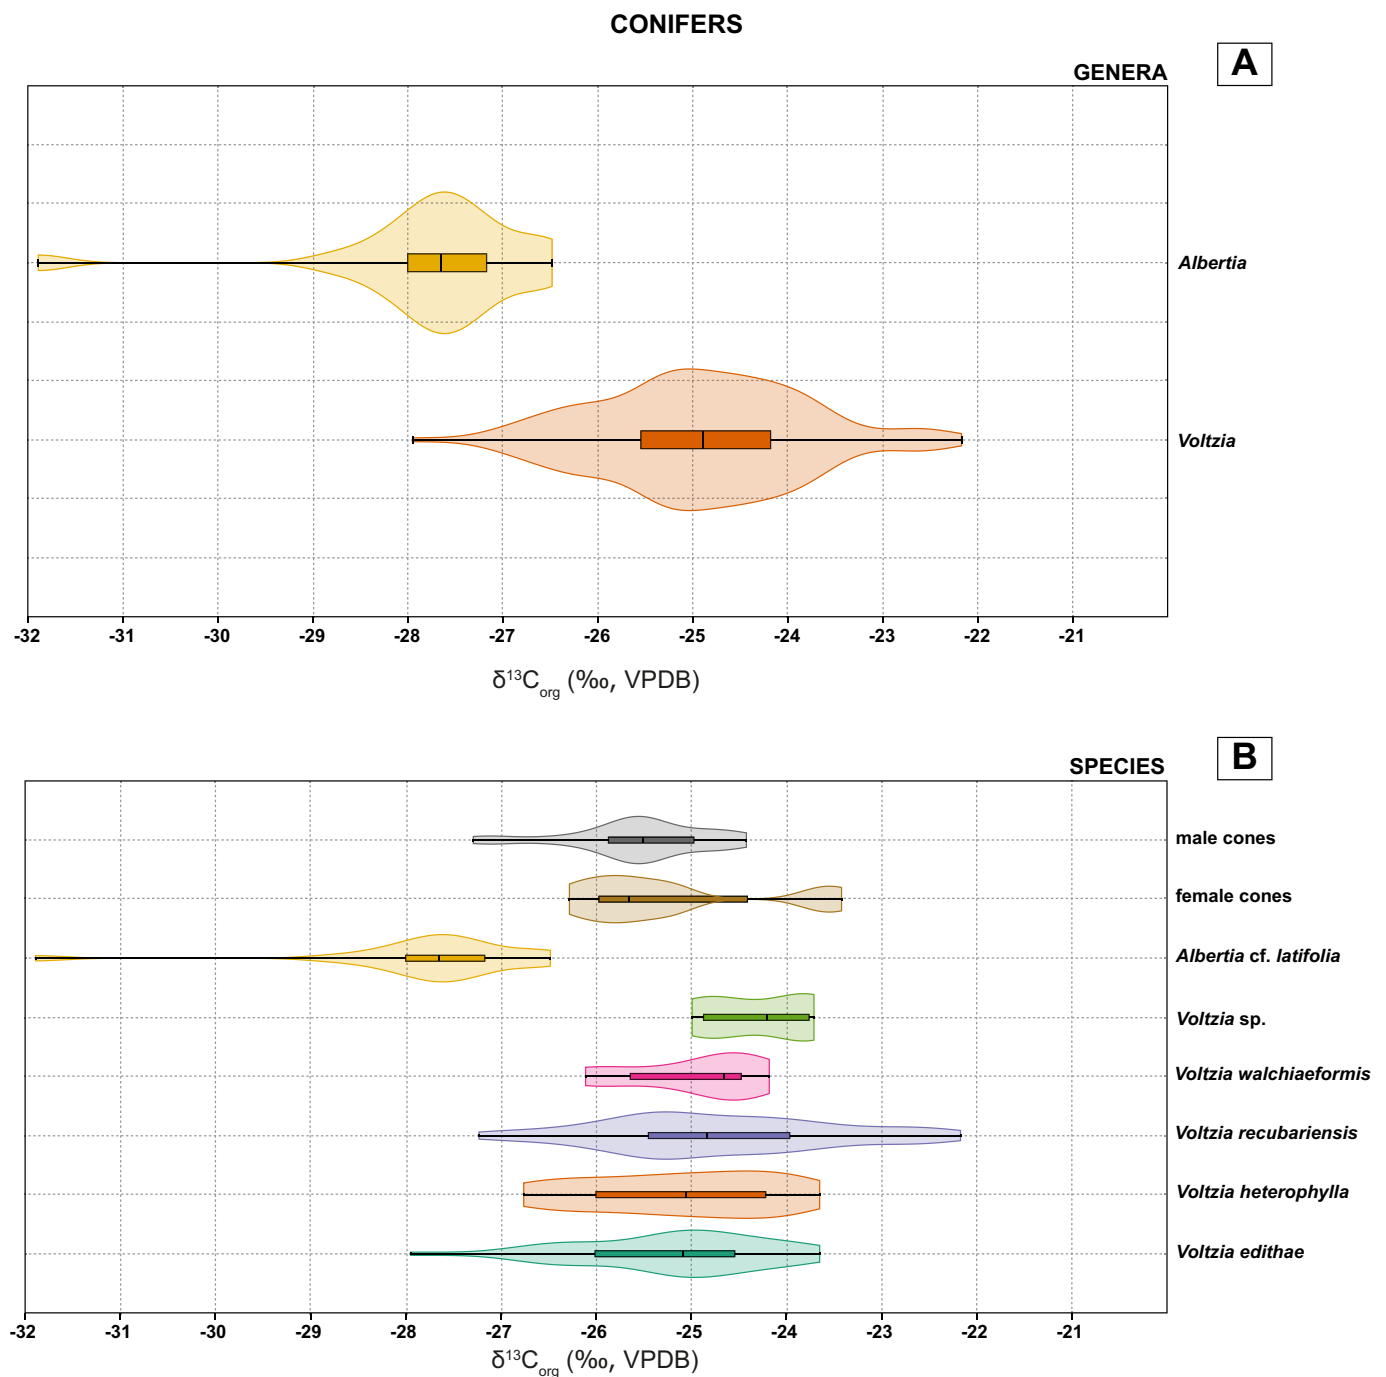 CONIFERS
GENERA
A
Albertia
Voltzia
-32 -31 -30 -29 -28 -27 -26 -25 -24 -23 -22 -21
δ¹³Corg (‰, VPDB)
SPECIES
B
male cones
female cones
Albertia cf. latifolia
Voltzia sp.
Voltzia walchiaeformis
Voltzia recubariensis
Voltzia heterophylla
Voltzia edithae
-32 -31 -30 -29 -28 -27 -26 -25 -24 -23 -22 -21
δ¹³Corg (‰, VPDB)